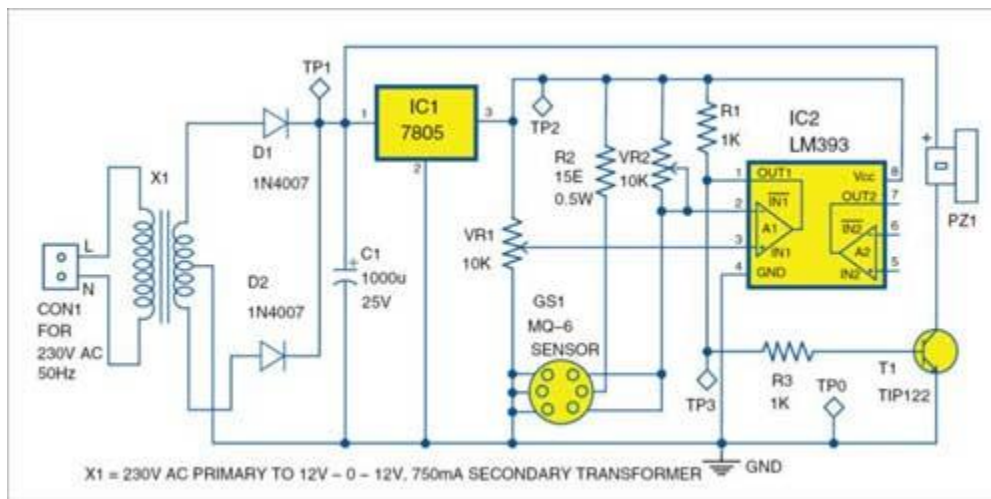 TP1
IC1
7805
1
3
2
D1
1N4007
X1
L
N
CON1
FOR
230V AC
50Hz
D2
1N4007
C1
1000u
25V
+
VR1
10K
TP2
R2
15E
0.5W
VR2
10K
R1
1K
IC2
LM393
1
OUT1
Vcc
8
OUT2
7
2
IN1
IN2
6
A1
A2
3
IN1
IN2
5
4
GND
+
PZ1
GS1
MQ-6
SENSOR
TP3
R3
1K
TP0
T1
TIP122
GND
X1 = 230V AC PRIMARY TO 12V – 0 – 12V, 750mA SECONDARY TRANSFORMER